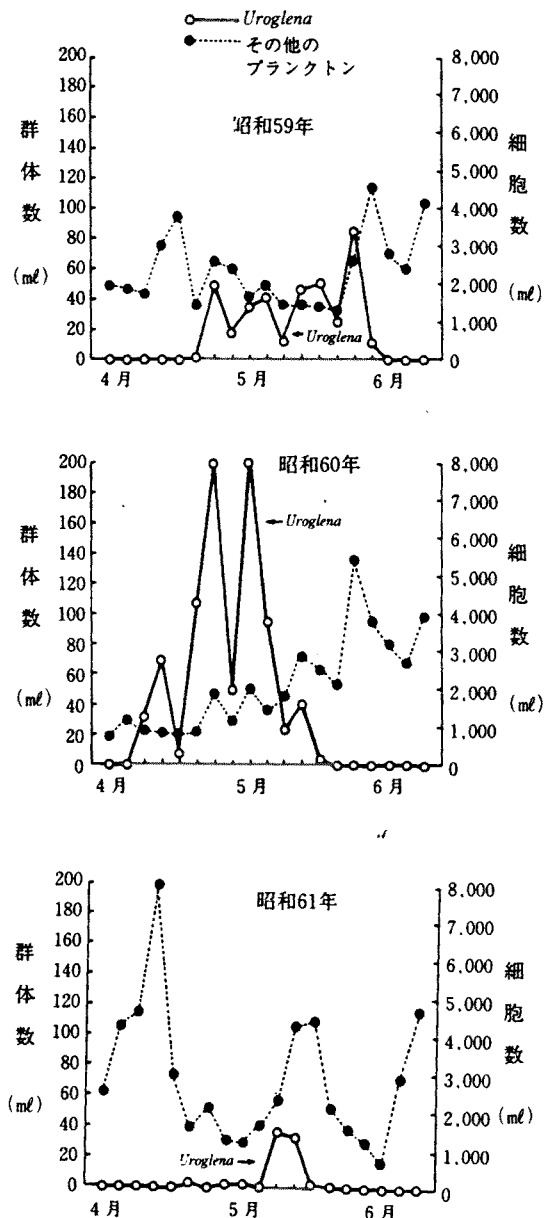 Uroglena
その他の
プランクトン
昭和59年
群体数
(mℓ)
200
180
160
140
120
100
80
60
40
20
0
8,000
7,000
6,000
5,000
4,000
3,000
2,000
1,000
0
細胞数
(mℓ)
Uroglena
4月
5月
6月
昭和60年
群体数
(mℓ)
200
180
160
140
120
100
80
60
40
20
0
8,000
7,000
6,000
5,000
4,000
3,000
2,000
1,000
0
細胞数
(mℓ)
Uroglena
4月
5月
6月
昭和61年
群体数
(mℓ)
200
180
160
140
120
100
80
60
40
20
0
8,000
7,000
6,000
5,000
4,000
3,000
2,000
1,000
0
細胞数
(mℓ)
Uroglena
4月
5月
6月